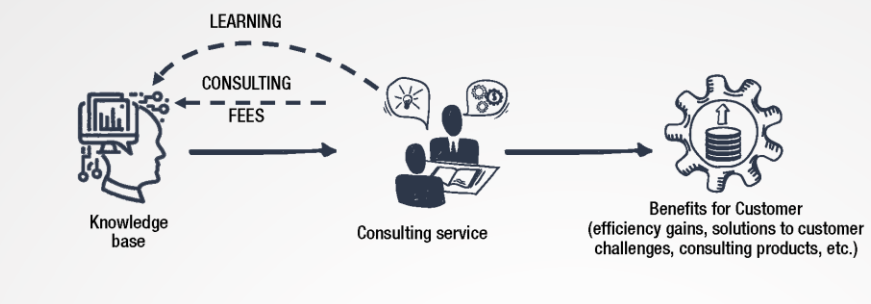 LEARNING
CONSULTING
FEES
Knowledge
base
Consulting service
Benefits for Customer
(efficiency gains, solutions to customer
challenges, consulting products, etc.)